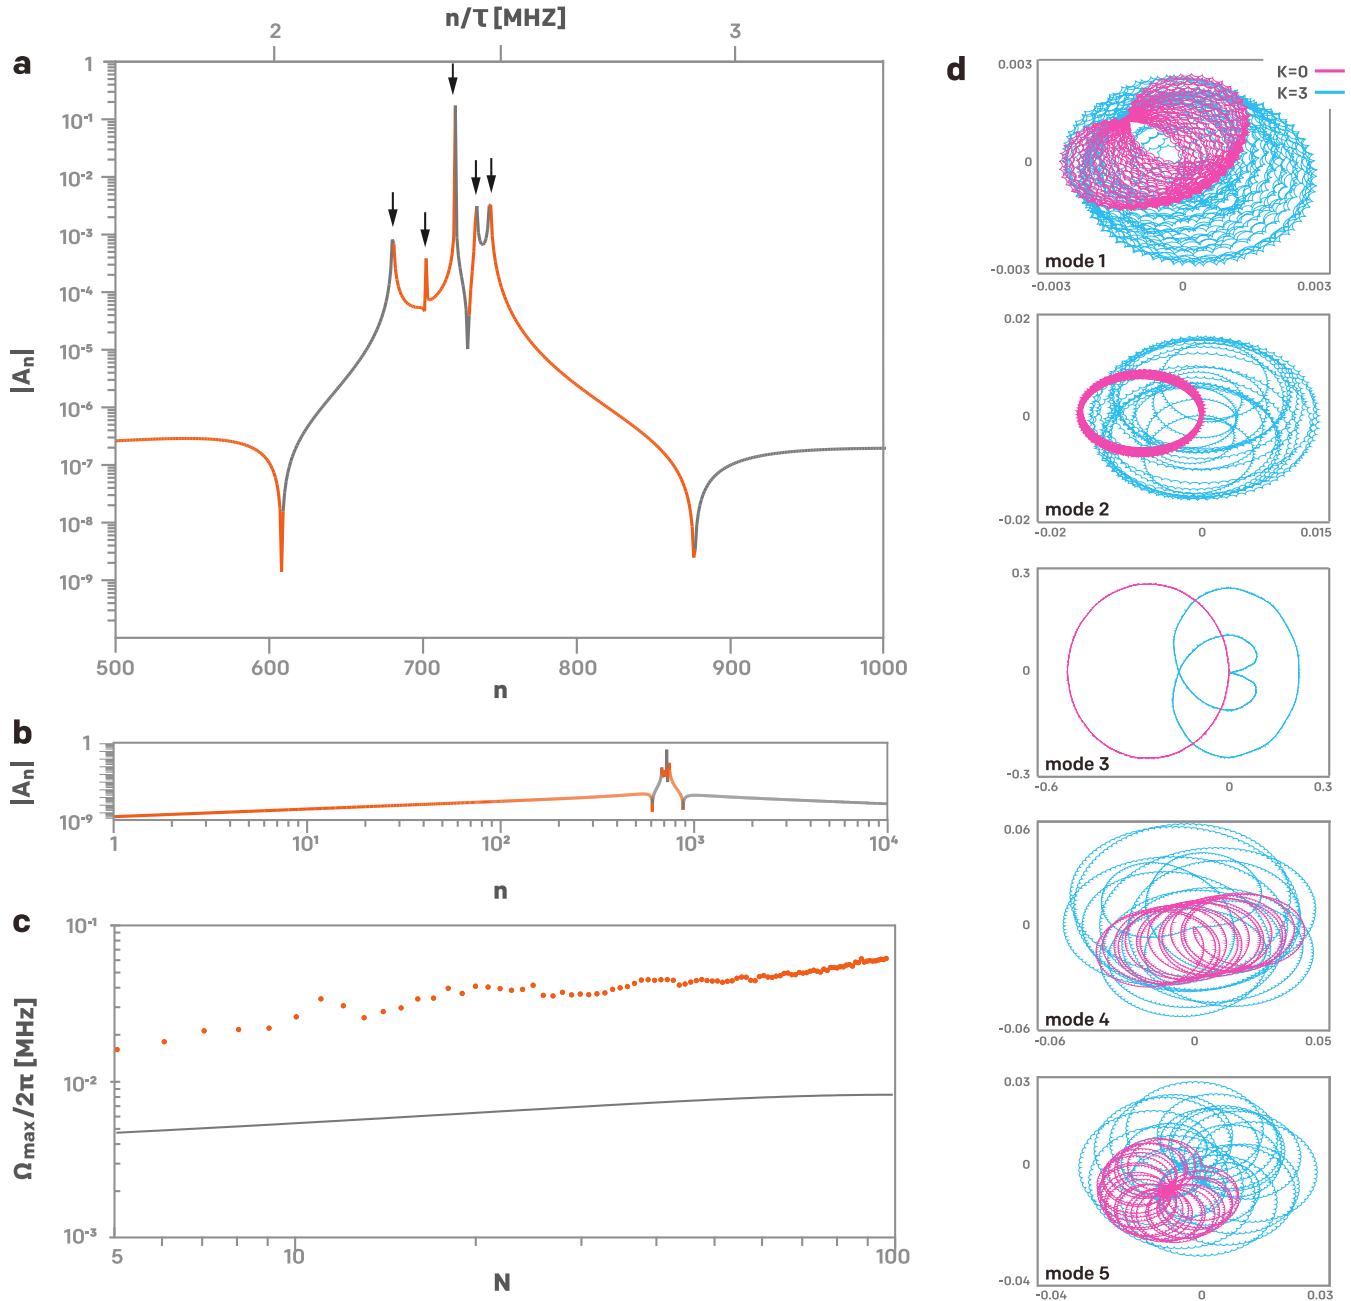 n/τ [MHZ]
2
3
a
1
10⁻¹
10⁻²
10⁻³
10⁻⁴
10⁻⁵
10⁻⁶
10⁻⁷
10⁻⁸
10⁻⁹
|Aₙ|
500 600 700 800 900 1000
n
b
1
10⁻⁹
|Aₙ|
1 10¹ 10² 10³ 10⁴
n
c
10⁻¹
10⁻²
10⁻³
Ωmax/2π [MHz]
5 10 100
N
d
K=0
K=3
0.003
0
-0.003
mode 1
-0.003 0 0.003
0.02
0
-0.02
mode 2
-0.02 0 0.015
0.3
0
-0.3
mode 3
-0.6 0 0.3
0.06
0
-0.06
mode 4
-0.06 0 0.05
0.03
0
-0.04
mode 5
-0.04 0 0.03